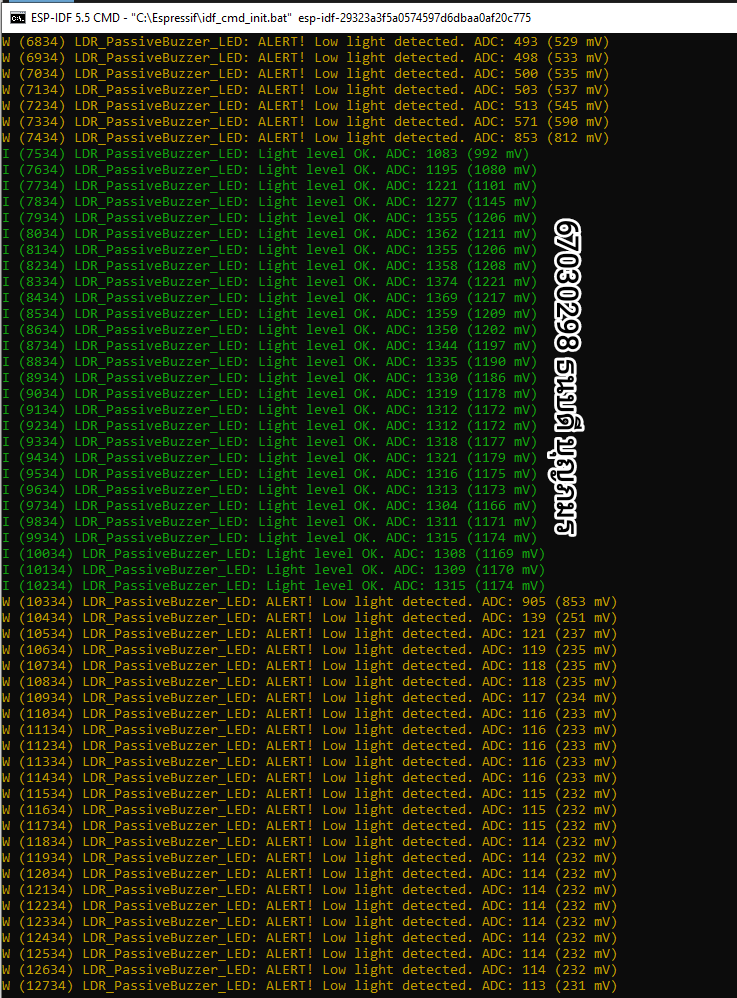 ESP-IDF 5.5 CMD - "C:\Espressif\idf_cmd_init.bat" esp-idf-29323a3f5a0574597d6dbaa0af20c775
W (6834) LDR_PassiveBuzzer_LED: ALERT! Low light detected. ADC: 493 (529 mV)
W (6934) LDR_PassiveBuzzer_LED: ALERT! Low light detected. ADC: 498 (533 mV)
W (7034) LDR_PassiveBuzzer_LED: ALERT! Low light detected. ADC: 500 (535 mV)
W (7134) LDR_PassiveBuzzer_LED: ALERT! Low light detected. ADC: 503 (537 mV)
W (7234) LDR_PassiveBuzzer_LED: ALERT! Low light detected. ADC: 513 (545 mV)
W (7334) LDR_PassiveBuzzer_LED: ALERT! Low light detected. ADC: 571 (590 mV)
W (7434) LDR_PassiveBuzzer_LED: ALERT! Low light detected. ADC: 853 (812 mV)
I (7534) LDR_PassiveBuzzer_LED: Light level OK. ADC: 1083 (992 mV)
I (7634) LDR_PassiveBuzzer_LED: Light level OK. ADC: 1195 (1080 mV)
I (7734) LDR_PassiveBuzzer_LED: Light level OK. ADC: 1221 (1101 mV)
I (7834) LDR_PassiveBuzzer_LED: Light level OK. ADC: 1277 (1145 mV)
I (7934) LDR_PassiveBuzzer_LED: Light level OK. ADC: 1355 (1206 mV)
I (8034) LDR_PassiveBuzzer_LED: Light level OK. ADC: 1362 (1211 mV)
I (8134) LDR_PassiveBuzzer_LED: Light level OK. ADC: 1355 (1206 mV)
I (8234) LDR_PassiveBuzzer_LED: Light level OK. ADC: 1358 (1208 mV)
I (8334) LDR_PassiveBuzzer_LED: Light level OK. ADC: 1374 (1221 mV)
I (8434) LDR_PassiveBuzzer_LED: Light level OK. ADC: 1369 (1217 mV)
I (8534) LDR_PassiveBuzzer_LED: Light level OK. ADC: 1359 (1209 mV)
I (8634) LDR_PassiveBuzzer_LED: Light level OK. ADC: 1350 (1202 mV)
I (8734) LDR_PassiveBuzzer_LED: Light level OK. ADC: 1344 (1197 mV)
I (8834) LDR_PassiveBuzzer_LED: Light level OK. ADC: 1335 (1190 mV)
I (8934) LDR_PassiveBuzzer_LED: Light level OK. ADC: 1330 (1186 mV)
I (9034) LDR_PassiveBuzzer_LED: Light level OK. ADC: 1319 (1178 mV)
I (9134) LDR_PassiveBuzzer_LED: Light level OK. ADC: 1312 (1172 mV)
I (9234) LDR_PassiveBuzzer_LED: Light level OK. ADC: 1312 (1172 mV)
I (9334) LDR_PassiveBuzzer_LED: Light level OK. ADC: 1318 (1177 mV)
I (9434) LDR_PassiveBuzzer_LED: Light level OK. ADC: 1321 (1179 mV)
I (9534) LDR_PassiveBuzzer_LED: Light level OK. ADC: 1316 (1175 mV)
I (9634) LDR_PassiveBuzzer_LED: Light level OK. ADC: 1313 (1173 mV)
I (9734) LDR_PassiveBuzzer_LED: Light level OK. ADC: 1304 (1166 mV)
I (9834) LDR_PassiveBuzzer_LED: Light level OK. ADC: 1311 (1171 mV)
I (9934) LDR_PassiveBuzzer_LED: Light level OK. ADC: 1315 (1174 mV)
I (10034) LDR_PassiveBuzzer_LED: Light level OK. ADC: 1308 (1169 mV)
I (10134) LDR_PassiveBuzzer_LED: Light level OK. ADC: 1309 (1170 mV)
I (10234) LDR_PassiveBuzzer_LED: Light level OK. ADC: 1315 (1174 mV)
W (10334) LDR_PassiveBuzzer_LED: ALERT! Low light detected. ADC: 905 (853 mV)
W (10434) LDR_PassiveBuzzer_LED: ALERT! Low light detected. ADC: 139 (251 mV)
W (10534) LDR_PassiveBuzzer_LED: ALERT! Low light detected. ADC: 121 (237 mV)
W (10634) LDR_PassiveBuzzer_LED: ALERT! Low light detected. ADC: 119 (235 mV)
W (10734) LDR_PassiveBuzzer_LED: ALERT! Low light detected. ADC: 118 (235 mV)
W (10834) LDR_PassiveBuzzer_LED: ALERT! Low light detected. ADC: 118 (235 mV)
W (10934) LDR_PassiveBuzzer_LED: ALERT! Low light detected. ADC: 117 (234 mV)
W (11034) LDR_PassiveBuzzer_LED: ALERT! Low light detected. ADC: 116 (233 mV)
W (11134) LDR_PassiveBuzzer_LED: ALERT! Low light detected. ADC: 116 (233 mV)
W (11234) LDR_PassiveBuzzer_LED: ALERT! Low light detected. ADC: 116 (233 mV)
W (11334) LDR_PassiveBuzzer_LED: ALERT! Low light detected. ADC: 116 (233 mV)
W (11434) LDR_PassiveBuzzer_LED: ALERT! Low light detected. ADC: 116 (233 mV)
W (11534) LDR_PassiveBuzzer_LED: ALERT! Low light detected. ADC: 115 (232 mV)
W (11634) LDR_PassiveBuzzer_LED: ALERT! Low light detected. ADC: 115 (232 mV)
W (11734) LDR_PassiveBuzzer_LED: ALERT! Low light detected. ADC: 115 (232 mV)
W (11834) LDR_PassiveBuzzer_LED: ALERT! Low light detected. ADC: 114 (232 mV)
W (11934) LDR_PassiveBuzzer_LED: ALERT! Low light detected. ADC: 114 (232 mV)
W (12034) LDR_PassiveBuzzer_LED: ALERT! Low light detected. ADC: 114 (232 mV)
W (12134) LDR_PassiveBuzzer_LED: ALERT! Low light detected. ADC: 114 (232 mV)
W (12234) LDR_PassiveBuzzer_LED: ALERT! Low light detected. ADC: 114 (232 mV)
W (12334) LDR_PassiveBuzzer_LED: ALERT! Low light detected. ADC: 114 (232 mV)
W (12434) LDR_PassiveBuzzer_LED: ALERT! Low light detected. ADC: 114 (232 mV)
W (12534) LDR_PassiveBuzzer_LED: ALERT! Low light detected. ADC: 114 (232 mV)
W (12634) LDR_PassiveBuzzer_LED: ALERT! Low light detected. ADC: 114 (232 mV)
W (12734) LDR_PassiveBuzzer_LED: ALERT! Low light detected. ADC: 113 (231 mV)
67030298 ธนบดี